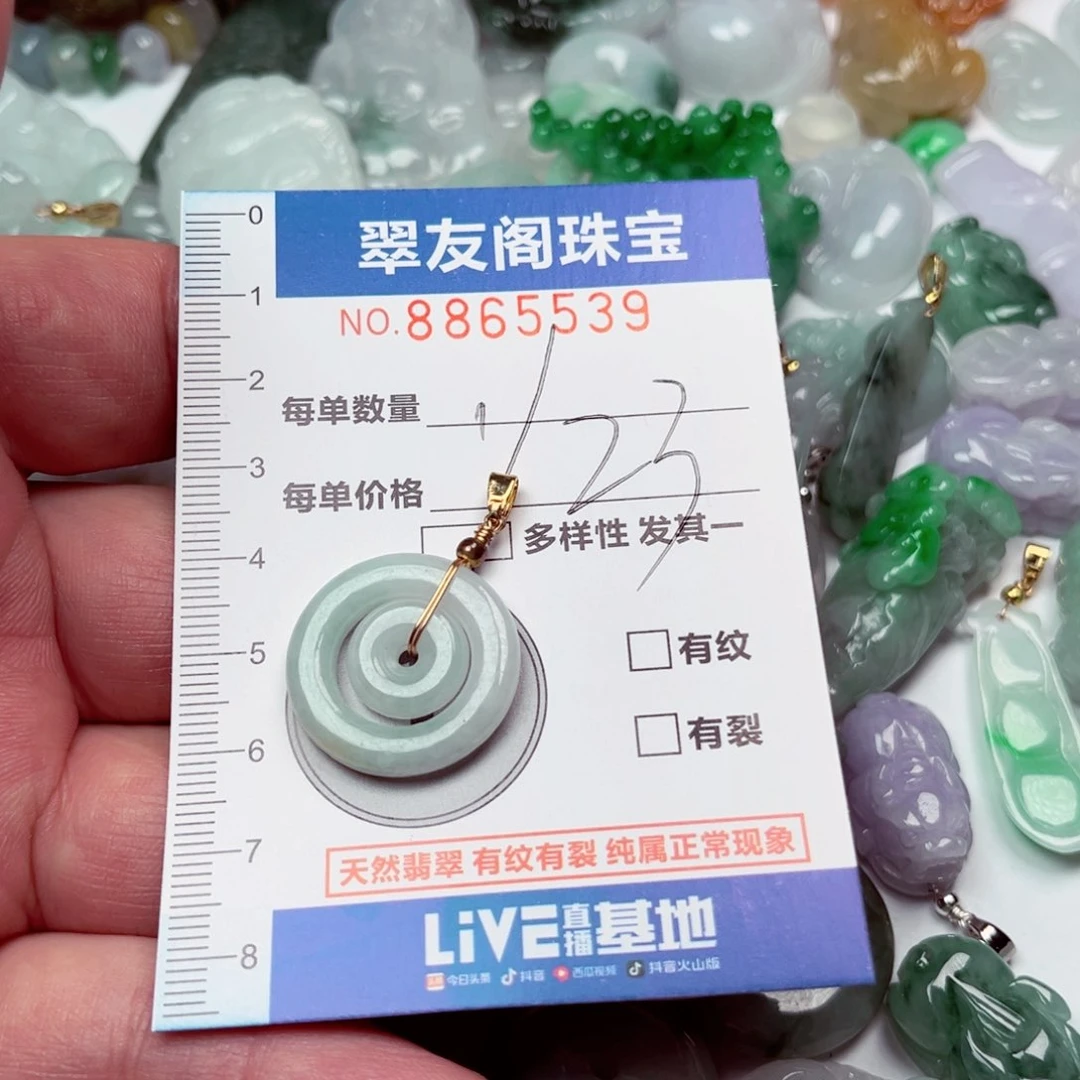 翠友阁珠宝
NO.8865539
每单数量
每单价格
123
多样性 发其一
有纹
有裂
天然翡翠 有纹有裂 纯属正常现象
LiVE直播基地
今日头条 抖音 西瓜视频 抖音火山版
0
1
2
3
4
5
6
7
8